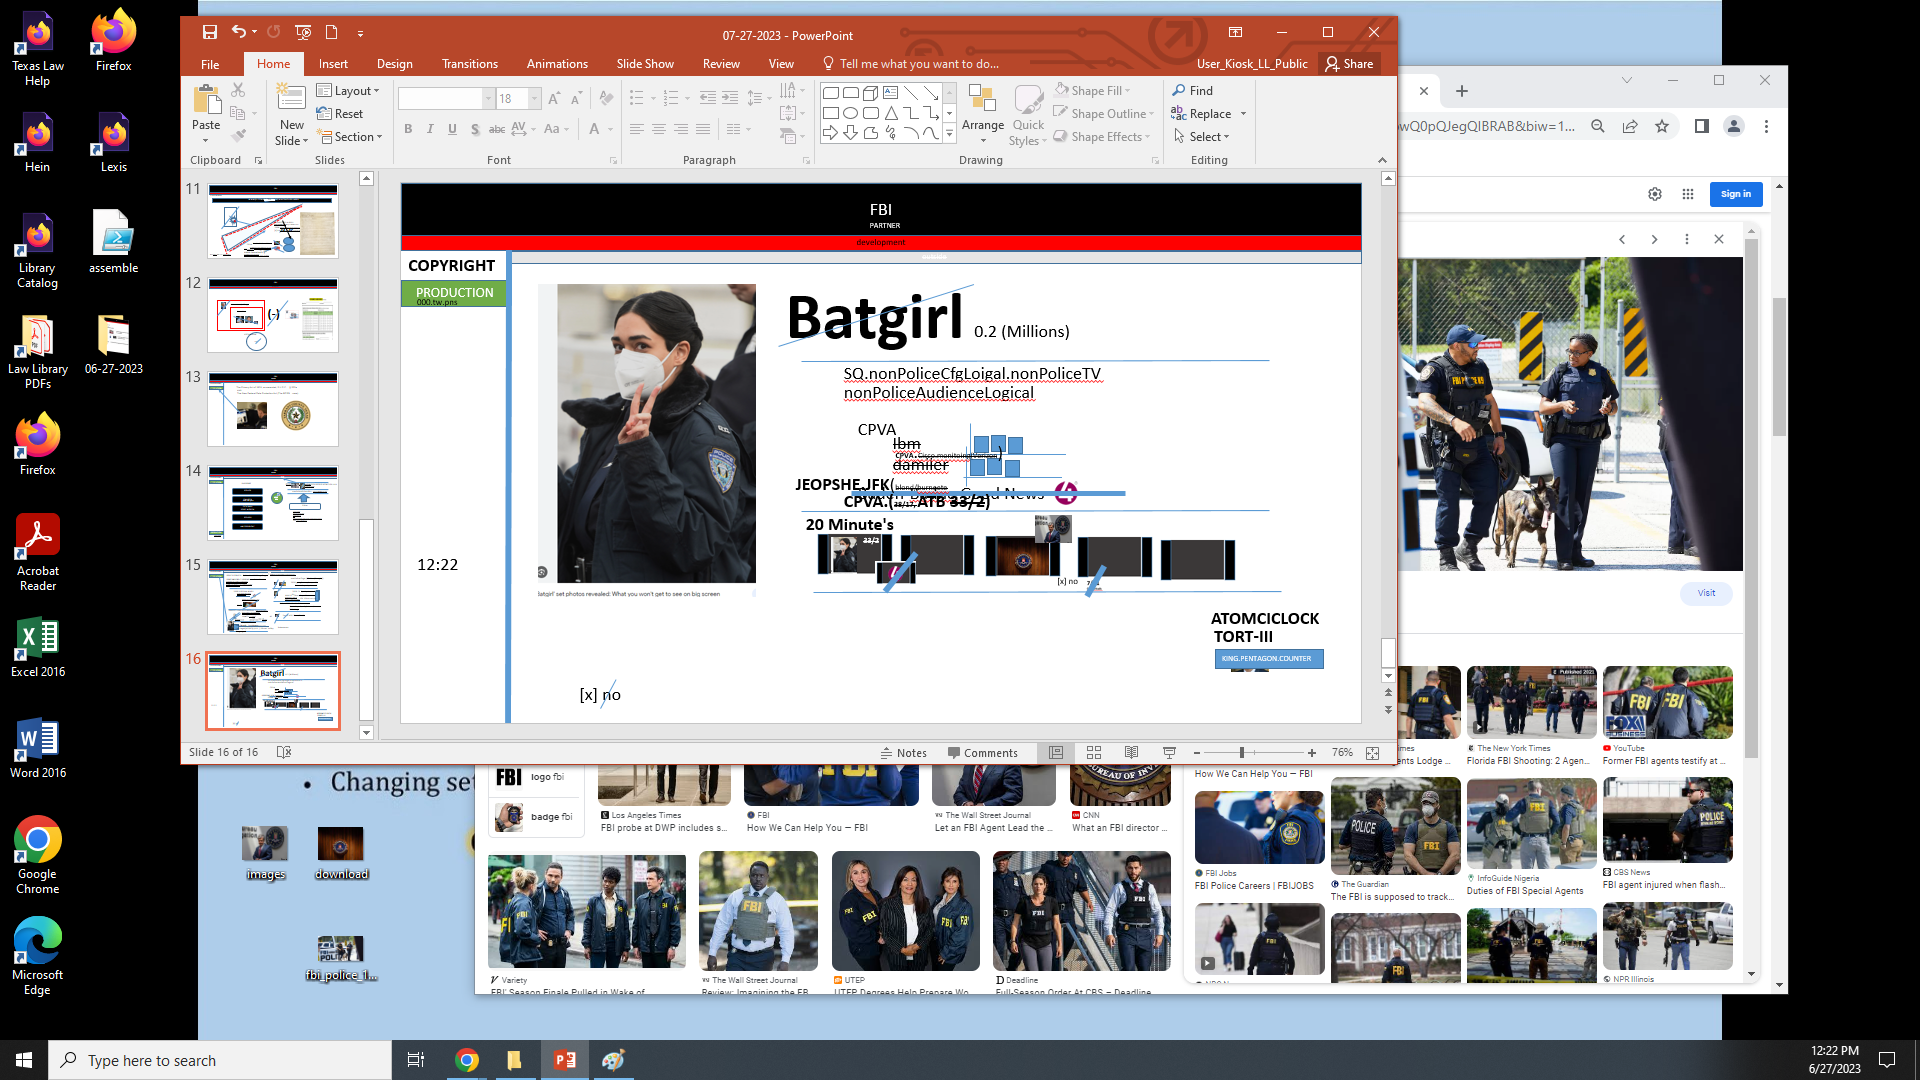 Texas Law Help
Firefox
Hein
Lexis
Library Catalog
assemble
Law Library PDFs
06-27-2023
Firefox
Acrobat Reader
Excel 2016
Word 2016
Google Chrome
Microsoft Edge
images
download
fbi_police_1...
• Changing set
07-27-2023 - PowerPoint
File Home Insert Design Transitions Animations Slide Show Review View Tell me what you want to do...
User_Kiosk_LL_Public Share
Paste
New Slide
Layout
Reset
Section
18
B I U S abc AV Aa A
Arrange
Quick Styles
Shape Fill
Shape Outline
Shape Effects
Find
Replace
Select
Clipboard Slides Font Paragraph Drawing Editing
11
12
13
14
15
16
FBI
PARTNER
development
COPYRIGHT
PRODUCTION
000.tw.pns
12:22
Batgirl 0.2 (Millions)
SQ.nonPoliceCfgLoigal.nonPoliceTV
nonPoliceAudienceLogical
CPVA
damiler
JEOPSHE.JFK(
CPVA.( ATB 33/2)
20 Minute's
33/2
[x] no
Batgirl' set photos revealed: What you won't get to see on big screen
ATOMCICLOCK
TORT-III
KING.PENTAGON.COUNTER
[x] no
Slide 16 of 16
Notes Comments 76%
wQ0pQJegQIBRAB&biw=1...
Sign in
Visit
FBI logo fbi
badge fbi
Los Angeles Times
FBI probe at DWP includes s...
FBI
How We Can Help You — FBI
The Wall Street Journal
Let an FBI Agent Lead the ...
CNN
What an FBI director ...
Variety
FBI' Season Finale Pulled in Wake of
The Wall Street Journal
Review: Imagining the FB
UTEP
UTEP Degrees Help Prepare Wo
Deadline
Full-Season Order At CBS – Deadline
How We Can Help You — FBI
The New York Times
Florida FBI Shooting: 2 Agen...
YouTube
Former FBI agents testify at ...
FBI Jobs
FBI Police Careers | FBIJOBS
The Guardian
The FBI is supposed to track...
InfoGuide Nigeria
Duties of FBI Special Agents
CBS News
FBI agent injured when flash...
NPR Illinois
Type here to search
12:22 PM
6/27/2023